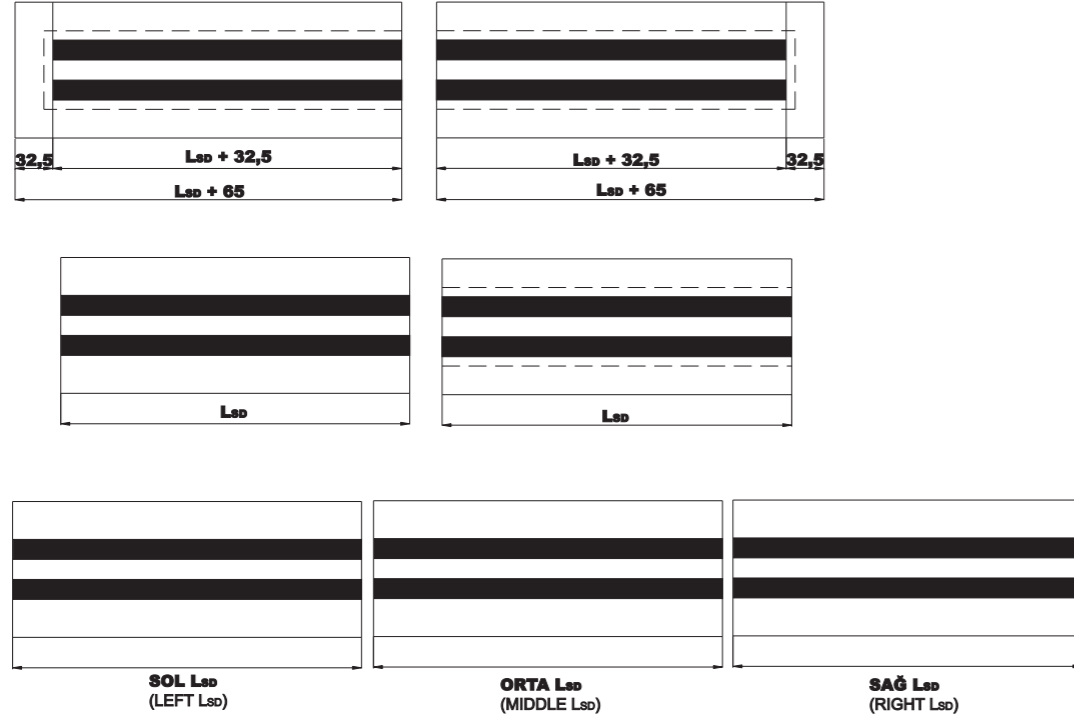 32,5
LSD + 32,5
LSD + 65
LSD + 32,5
32,5
LSD + 65
LSD
LSD
SOL LSD
(LEFT LSD)
ORTA LSD
(MIDDLE LSD)
SAĞ LSD
(RIGHT LSD)